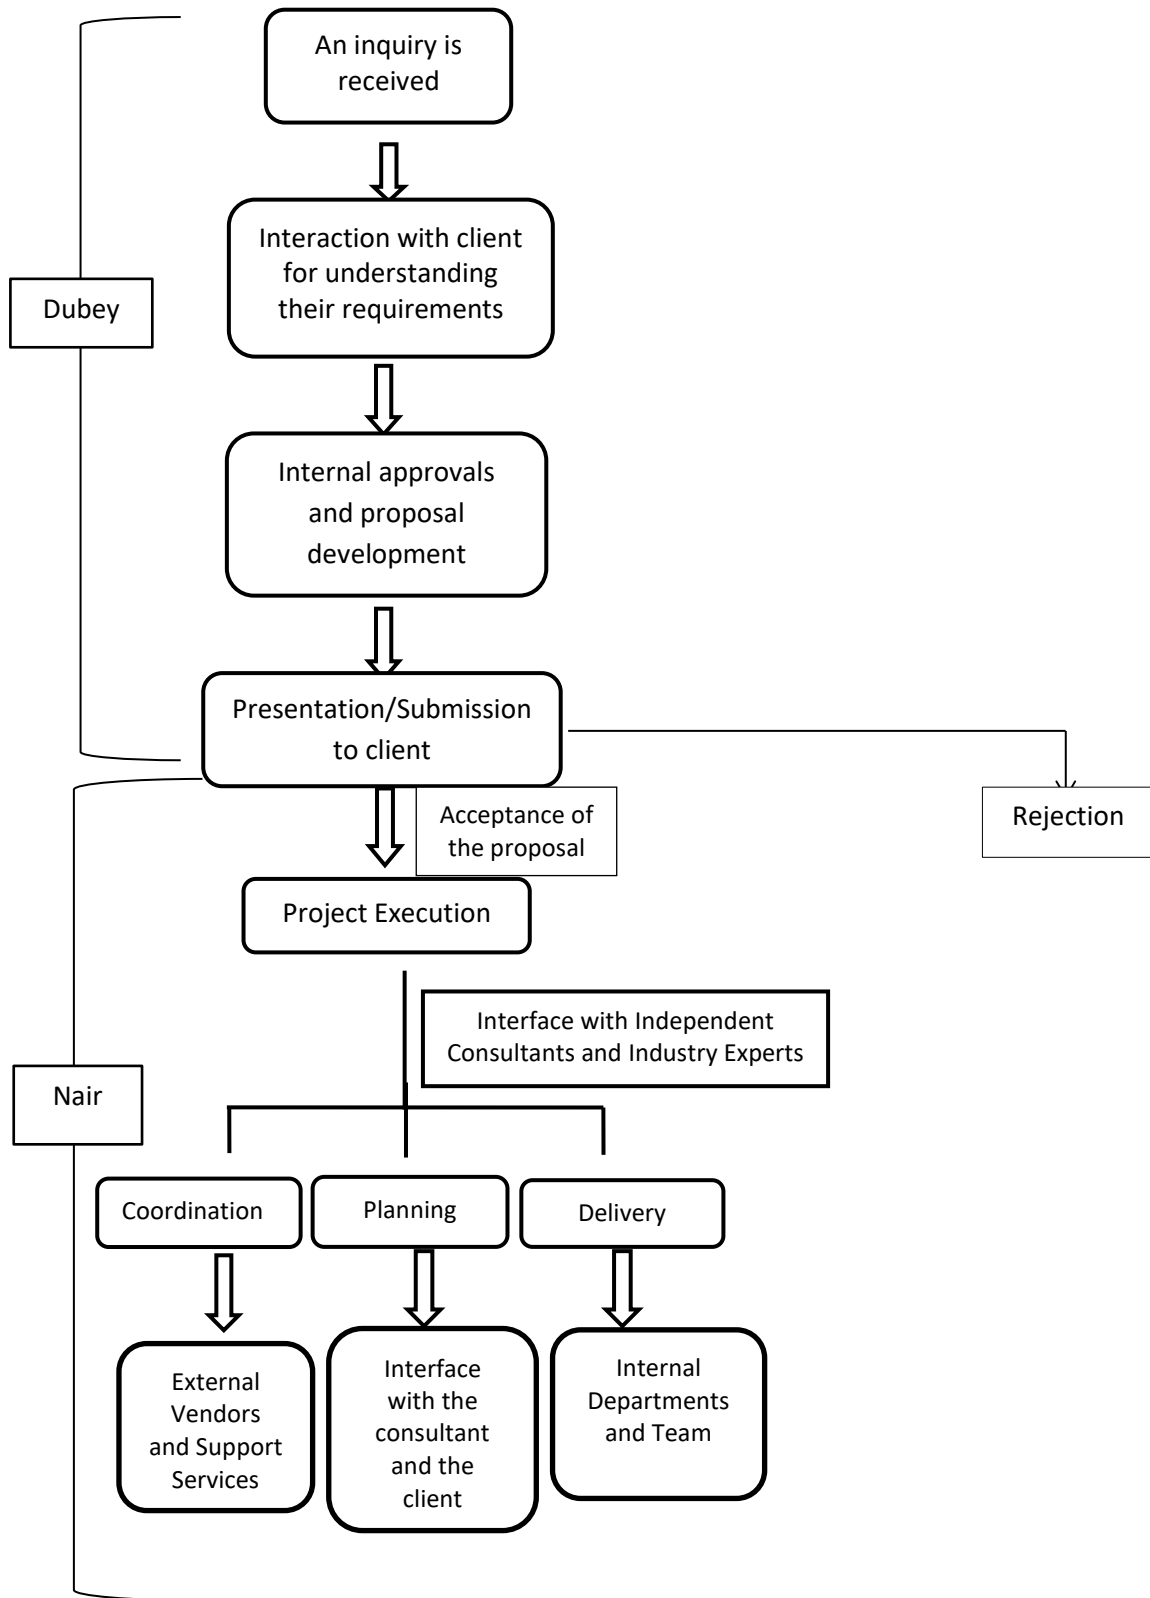 An inquiry is
received
Interaction with client
for understanding
their requirements
Dubey
Internal approvals
and proposal
development
Presentation/Submission
to client
Acceptance of
the proposal
Rejection
Project Execution
Interface with Independent
Consultants and Industry Experts
Nair
Coordination
Planning
Delivery
External
Vendors
and Support
Services
Interface
with the
consultant
and the
client
Internal
Departments
and Team